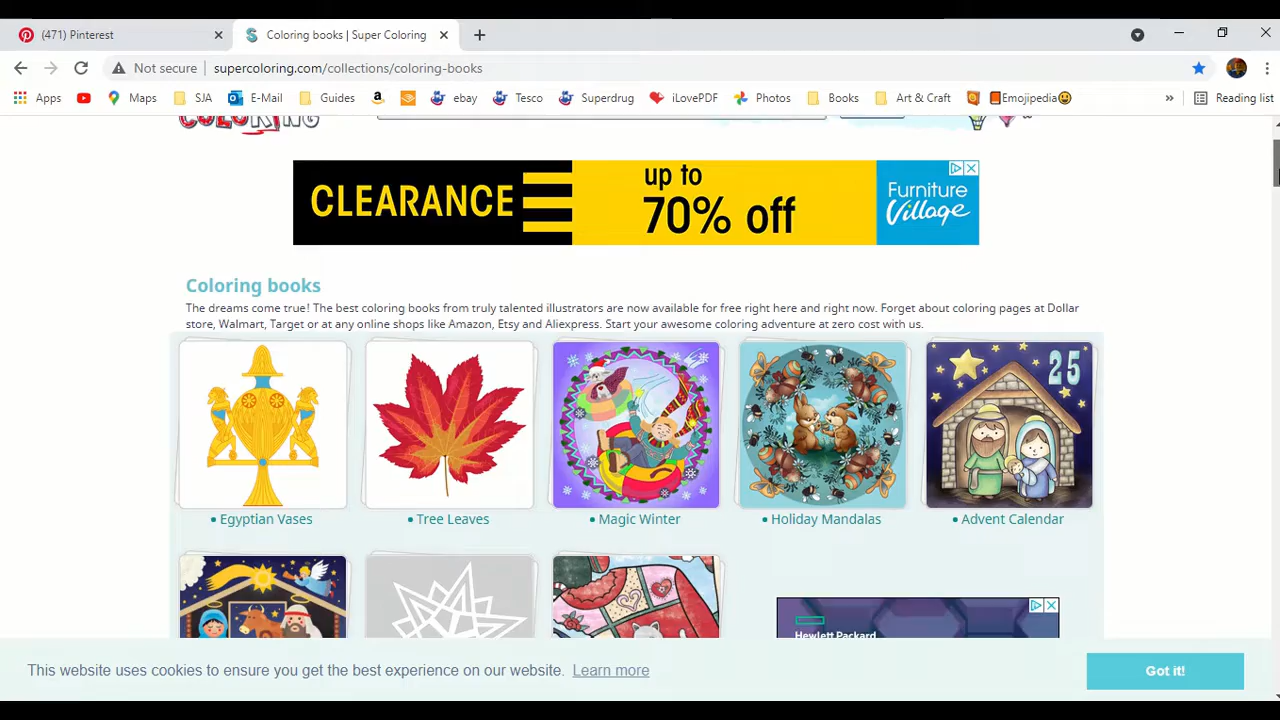 (471) Pinterest
Coloring books | Super Coloring
Not secure
supercoloring.com/collections/coloring-books
Apps
Maps
SJA
E-Mail
Guides
ebay
Tesco
Superdrug
iLovePDF
Photos
Books
Art & Craft
Emojipedia😃
»
Reading list
COLORING
CLEARANCE
up to
70% off
Furniture
Village
Coloring books
The dreams come true! The best coloring books from truly talented illustrators are now available for free right here and right now. Forget about coloring pages at Dollar
store, Walmart, Target or at any online shops like Amazon, Etsy and Aliexpress. Start your awesome coloring adventure at zero cost with us.
25
• Egyptian Vases
• Tree Leaves
• Magic Winter
• Holiday Mandalas
• Advent Calendar
Hewlett Packard
This website uses cookies to ensure you get the best experience on our website. Learn more
Got it!